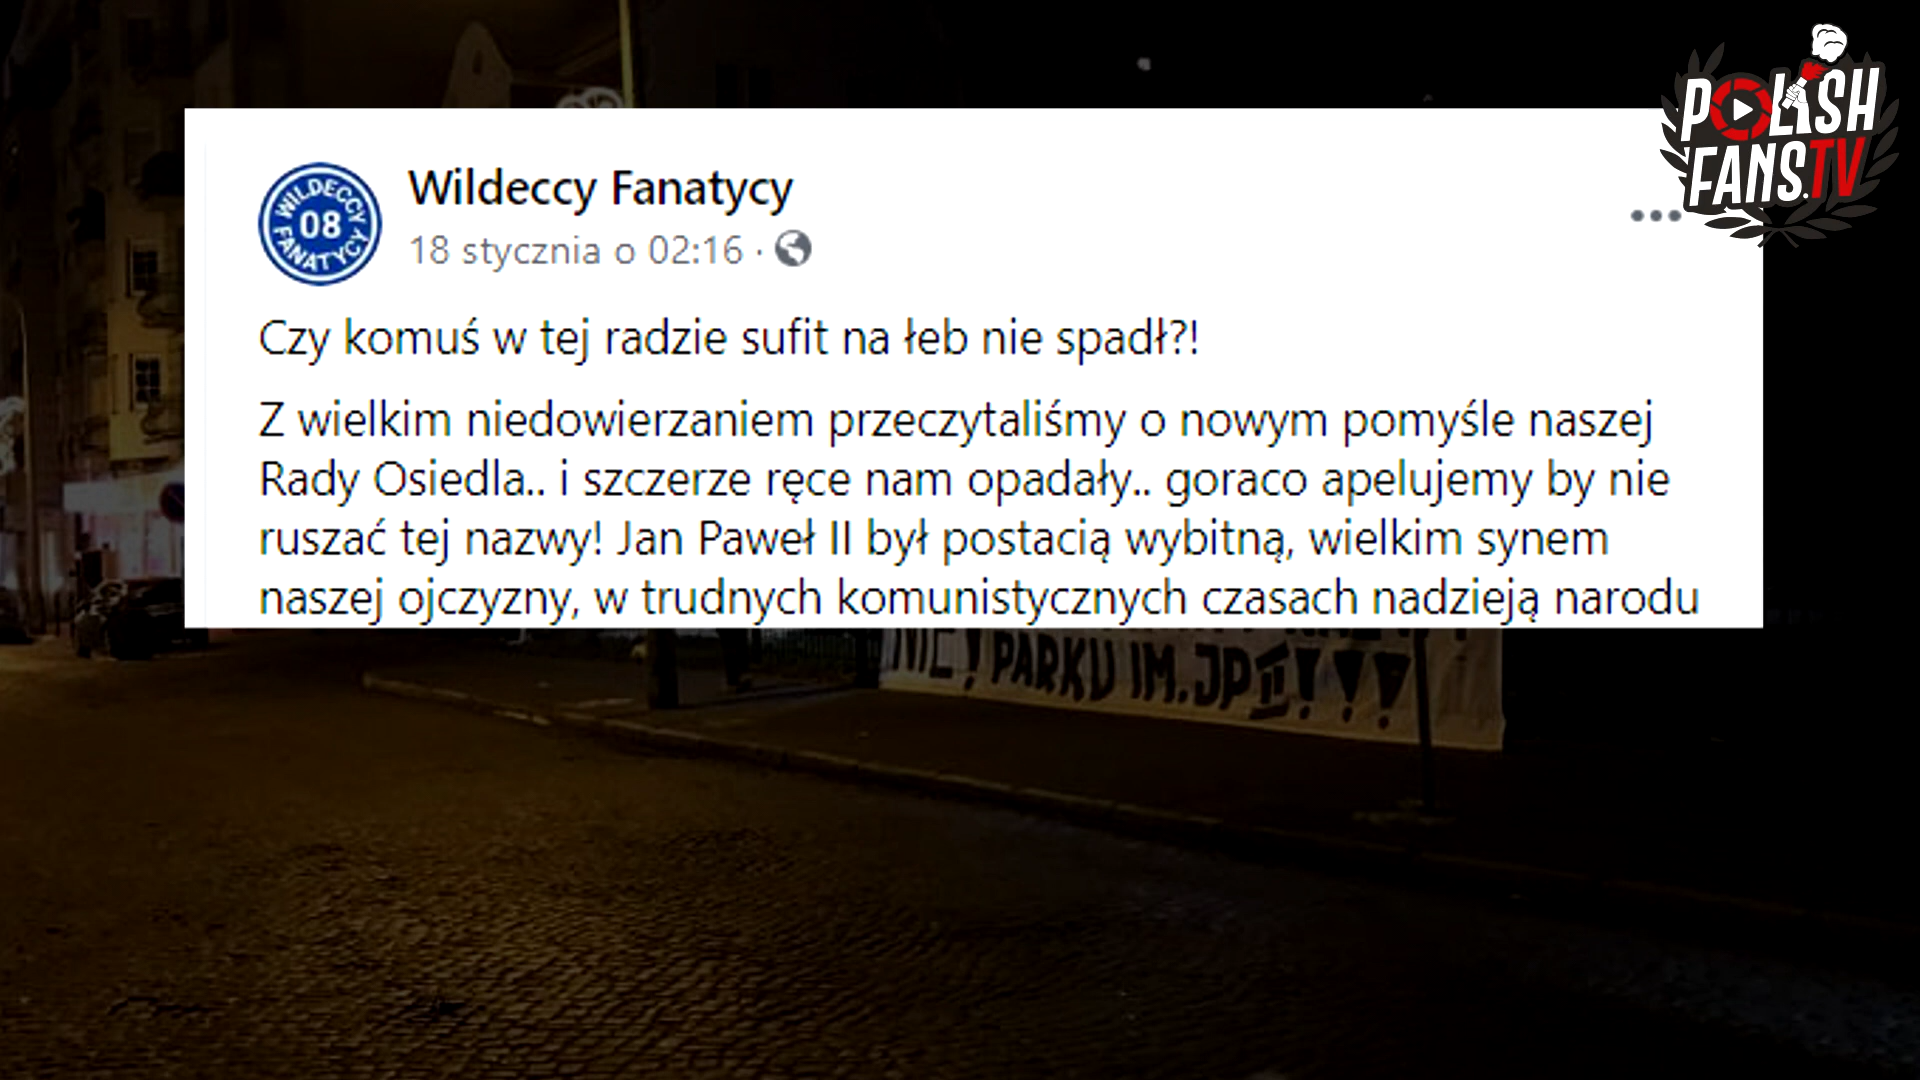 POLISH
FANS.TV
WILDECCY
08
FANATYCY
Wildeccy Fanatycy
18 stycznia o 02:16 ·
Czy komuś w tej radzie sufit na łeb nie spadł?!
Z wielkim niedowierzaniem przeczytaliśmy o nowym pomyśle naszej
Rady Osiedla.. i szczerze ręce nam opadały.. goraco apelujemy by nie
ruszać tej nazwy! Jan Paweł II był postacią wybitną, wielkim synem
naszej ojczyzny, w trudnych komunistycznych czasach nadzieją narodu
NIE! PARKU IM. JP II!!!